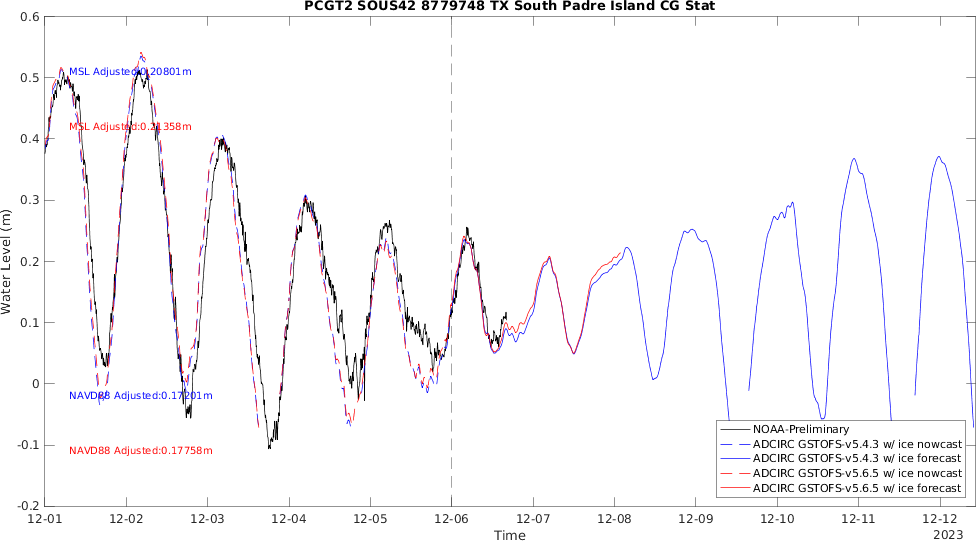 PCGT2 SOUS42 8779748 TX South Padre Island CG Stat
0.6
0.5
0.4
0.3
0.2
0.1
0
-0.1
-0.2
Water Level (m)
MSL Adjusted:0.20801m
MSL Adjusted:0.21358m
NAVD88 Adjusted:0.17201m
NAVD88 Adjusted:0.17758m
NOAA-Preliminary
ADCIRC GSTOFS-v5.4.3 w/ ice nowcast
ADCIRC GSTOFS-v5.4.3 w/ ice forecast
ADCIRC GSTOFS-v5.6.5 w/ ice nowcast
ADCIRC GSTOFS-v5.6.5 w/ ice forecast
12-01 12-02 12-03 12-04 12-05 12-06 12-07 12-08 12-09 12-10 12-11 12-12
2023
Time